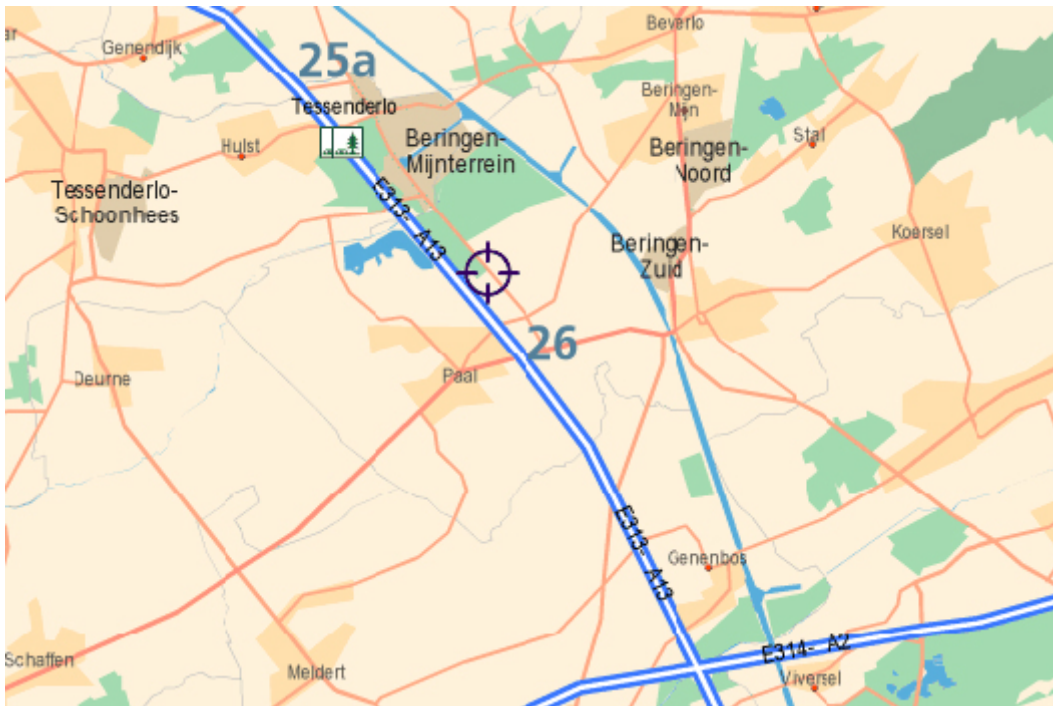 Beverlo
Genendijk
25a
Beringen-
Mijn
Tessenderlo
Hulst
Beringen-
Mijnterrein
Beringen-
Noord
Stal
Tessenderlo-
Schoonhees
E313- A13
Koersel
Beringen-
Zuid
26
Paal
Deurne
E313- A13
Genenbos
E314- A2
Schaffen
Meldert
Viversel